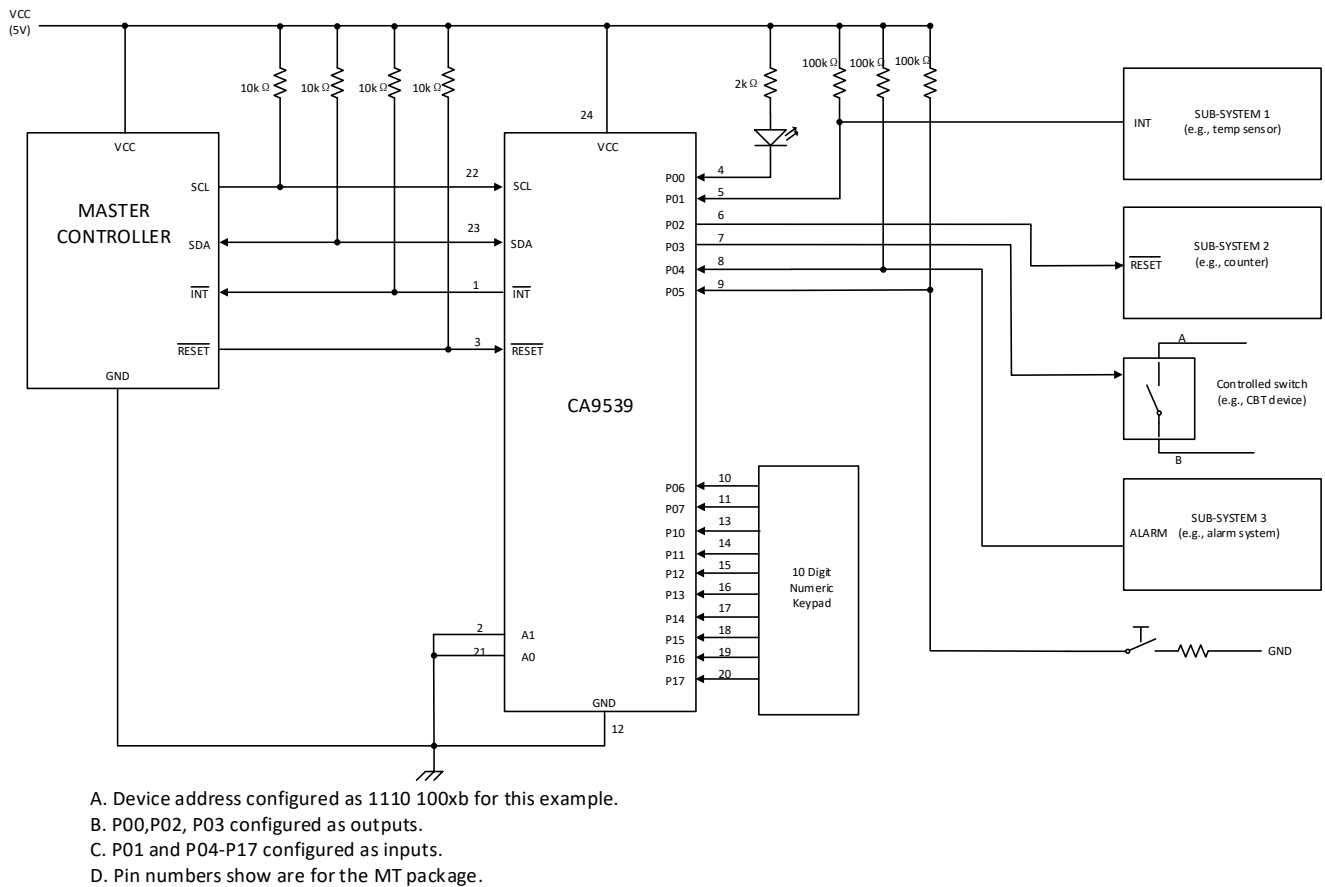 VCC
(5V)
10k Ω
10k Ω
10k Ω
10k Ω
2k Ω
100k Ω
100k Ω
100k Ω
24
VCC
VCC
MASTER
CONTROLLER
SCL
SDA
INT
RESET
GND
22
23
1
3
SCL
SDA
INT
RESET
CA9539
P00
P01
P02
P03
P04
P05
4
5
6
7
8
9
INT
SUB-SYSTEM 1
(e.g., temp sensor)
RESET
SUB-SYSTEM 2
(e.g., counter)
A
Controlled switch
(e.g., CBT device)
B
ALARM
SUB-SYSTEM 3
(e.g., alarm system)
GND
P06
P07
P10
P11
P12
P13
P14
P15
P16
P17
10
11
13
14
15
16
17
18
19
20
10 Digit
Numeric
Keypad
2
21
A1
A0
GND
12
A. Device address configured as 1110 100xb for this example.
B. P00,P02, P03 configured as outputs.
C. P01 and P04-P17 configured as inputs.
D. Pin numbers show are for the MT package.